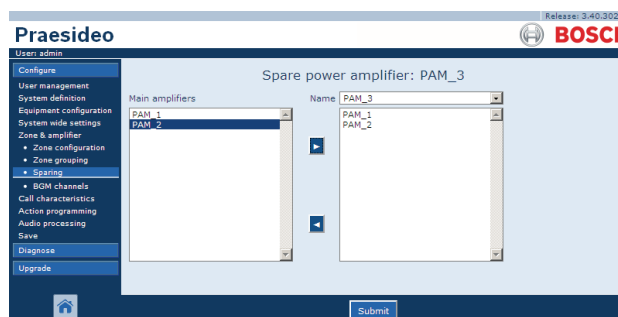 Release: 3.40.302
Praesideo
BOSCH
User: admin
Configure
User management
System definition
Equipment configuration
System wide settings
Zone & amplifier
• Zone configuration
• Zone grouping
• Sparing
• BGM channels
Call characteristics
Action programming
Audio processing
Save
Diagnose
Upgrade
Spare power amplifier: PAM_3
Main amplifiers
PAM_1
PAM_2
Name PAM_3
PAM_1
PAM_2
Submit